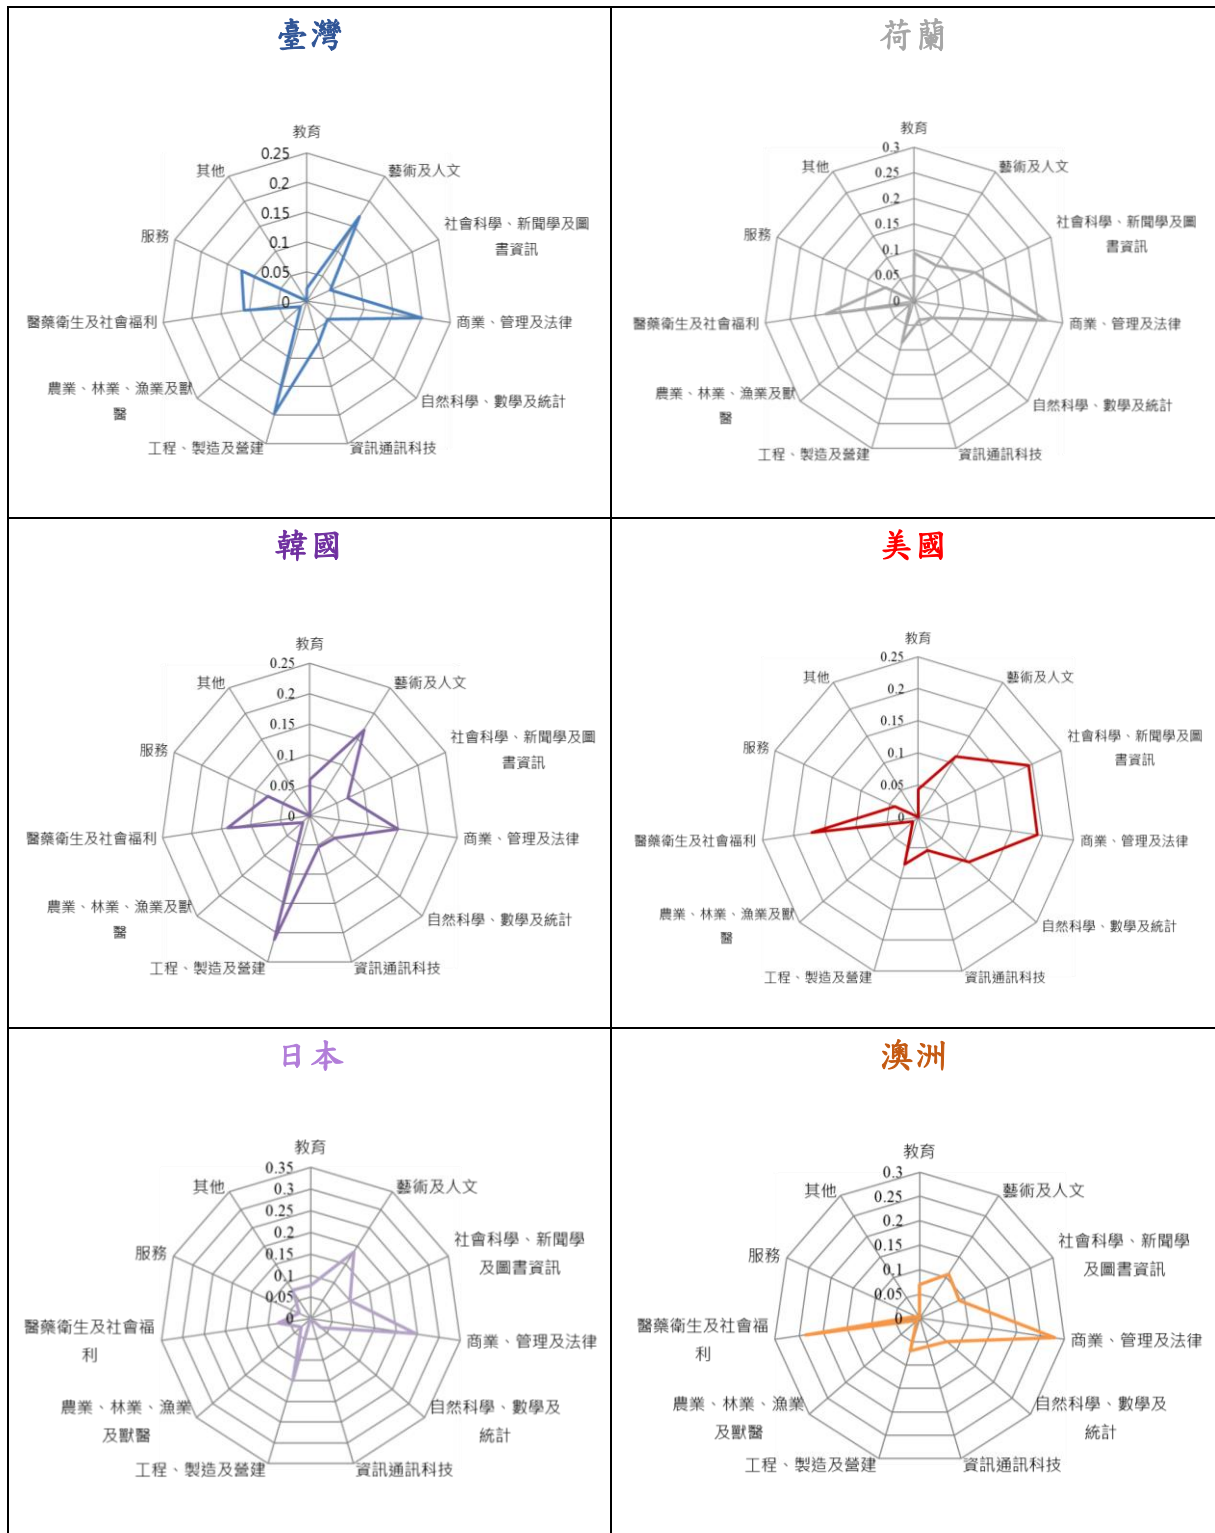 臺灣
教育
0.25
0.2
0.15
0.1
0.05
0
藝術及人文
社會科學、新聞學及圖
書資訊
商業、管理及法律
自然科學、數學及統計
資訊通訊科技
工程、製造及營建
農業、林業、漁業及獸
醫
醫藥衛生及社會福利
服務
其他
荷蘭
教育
0.3
0.25
0.2
0.15
0.1
0.05
0
藝術及人文
社會科學、新聞學及圖
書資訊
商業、管理及法律
自然科學、數學及統計
資訊通訊科技
工程、製造及營建
農業、林業、漁業及獸
醫
醫藥衛生及社會福利
服務
其他
韓國
教育
0.25
0.2
0.15
0.1
0.05
0
藝術及人文
社會科學、新聞學及圖
書資訊
商業、管理及法律
自然科學、數學及統計
資訊通訊科技
工程、製造及營建
農業、林業、漁業及獸
醫
醫藥衛生及社會福利
服務
其他
美國
教育
0.25
0.2
0.15
0.1
0.05
0
藝術及人文
社會科學、新聞學及圖
書資訊
商業、管理及法律
自然科學、數學及統計
資訊通訊科技
工程、製造及營建
農業、林業、漁業及獸
醫
醫藥衛生及社會福利
服務
其他
日本
教育
0.35
0.3
0.25
0.2
0.15
0.1
0.05
0
藝術及人文
社會科學、新聞學
及圖書資訊
商業、管理及法律
自然科學、數學及
統計
資訊通訊科技
工程、製造及營建
農業、林業、漁業
及獸醫
醫藥衛生及社會福
利
服務
其他
澳洲
教育
0.3
0.25
0.2
0.15
0.1
0.05
0
藝術及人文
社會科學、新聞學
及圖書資訊
商業、管理及法律
自然科學、數學及
統計
資訊通訊科技
工程、製造及營建
農業、林業、漁業
及獸醫
醫藥衛生及社會福
利
服務
其他